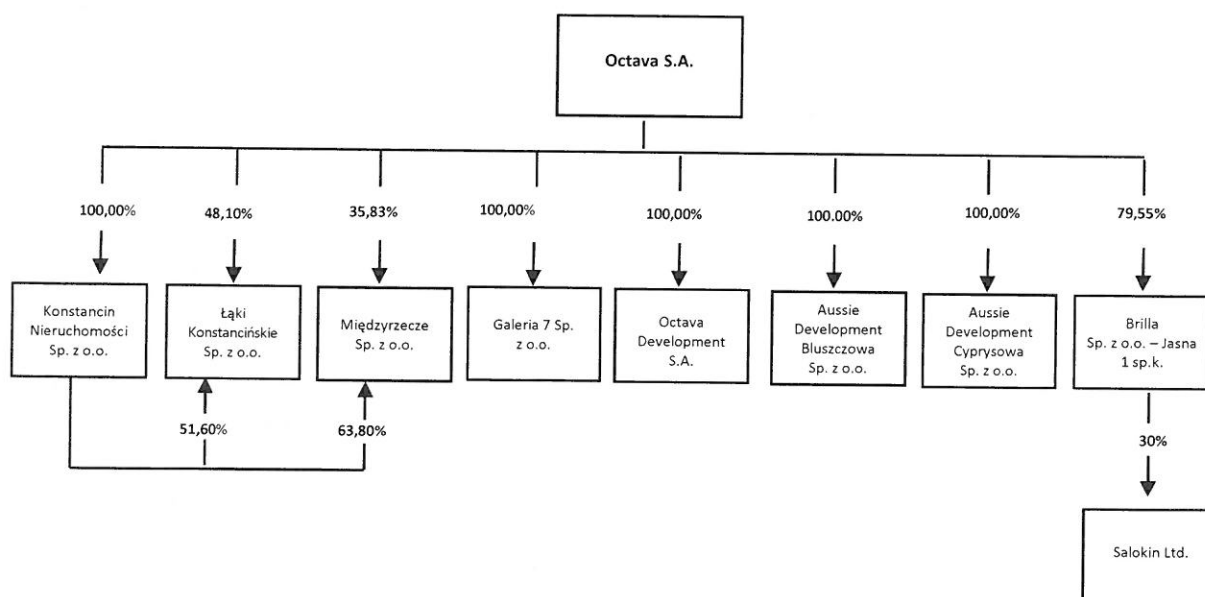 Octava S.A.
100,00%
48,10%
35,83%
100,00%
100,00%
100.00%
100,00%
79,55%
Konstancin
Nieruchomości
Sp. z o.o.
Łąki
Konstancińskie
Sp. z o.o.
Międzyrzecze
Sp. z o.o.
Galeria 7 Sp.
z o.o.
Octava
Development
S.A.
Aussie
Development
Bluszczowa
Sp. z o.o.
Aussie
Development
Cyprysowa
Sp. z o.o.
Brilla
Sp. z o.o. – Jasna
1 sp.k.
51,60%
63,80%
30%
Salokin Ltd.